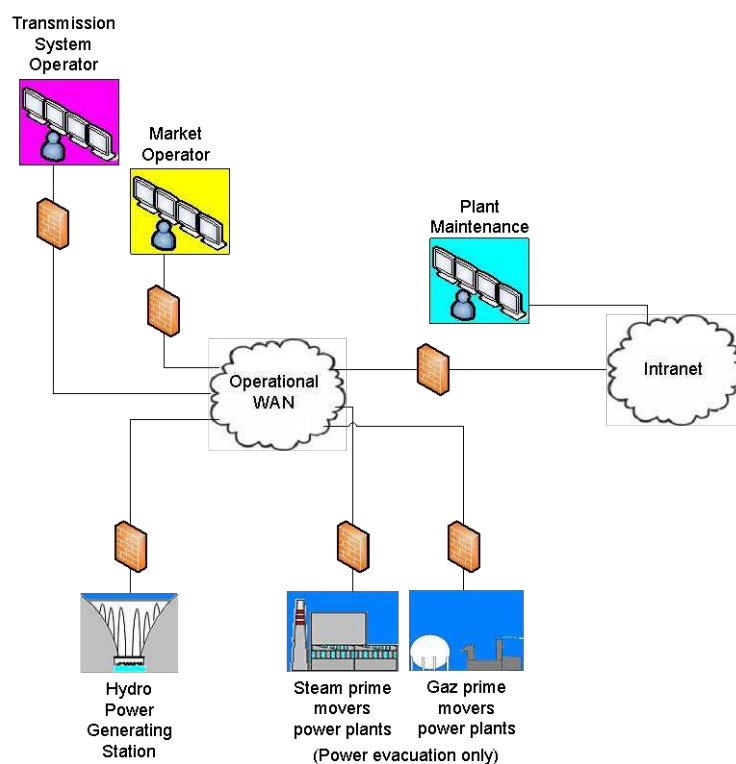 Transmission
System
Operator
Market
Operator
Plant
Maintenance
Operational
WAN
Intranet
Hydro
Power
Generating
Station
Steam prime
movers
power plants
Gaz prime
movers
power plants
(Power evacuation only)